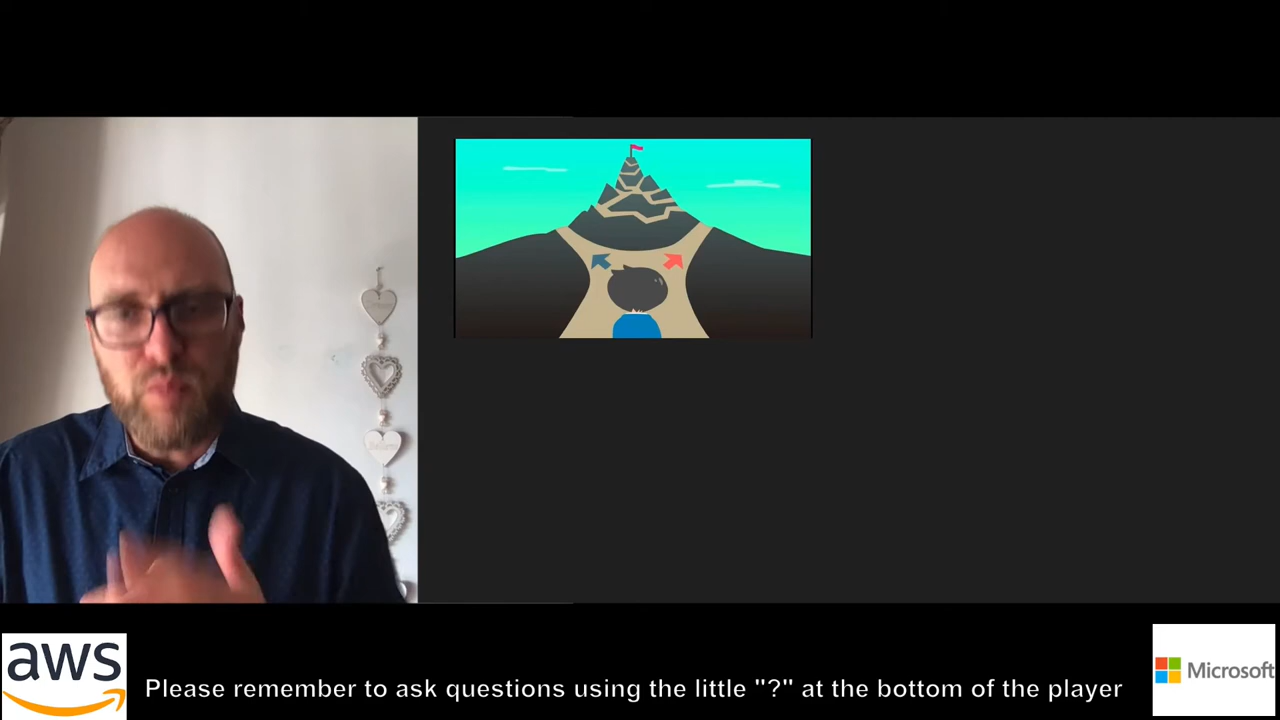 aws
Please remember to ask questions using the little "?" at the bottom of the player
Microsoft